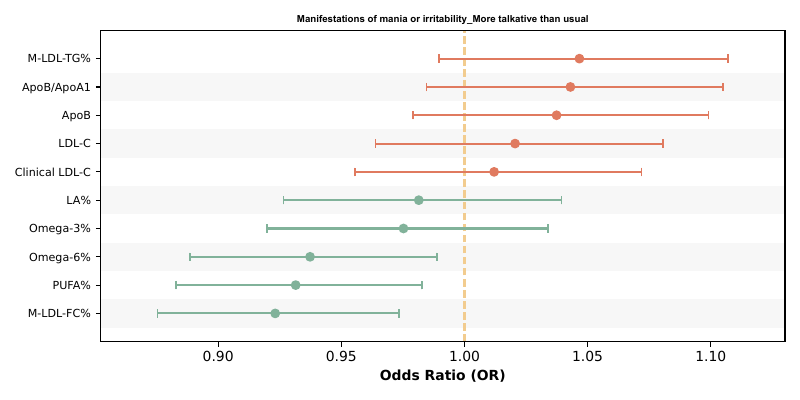 Manifestations of mania or irritability_More talkative than usual
M-LDL-TG%
ApoB/ApoA1
ApoB
LDL-C
Clinical LDL-C
LA%
Omega-3%
Omega-6%
PUFA%
M-LDL-FC%
0.90 0.95 1.00 1.05 1.10
Odds Ratio (OR)